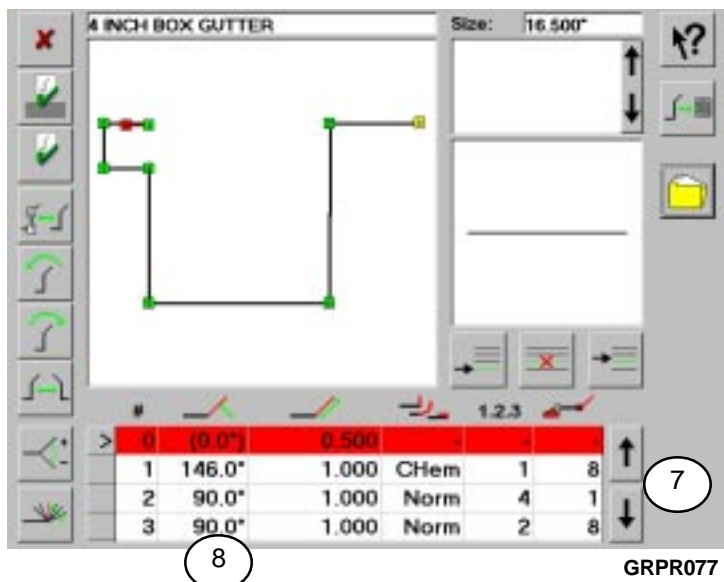 4 INCH BOX GUTTER Size: 16.500"
# 1.2.3
> 0 (0.0°) 0.500 - - -
1 146.0° 1.000 CHem 1 8
2 90.0° 1.000 Norm 4 1
3 90.0° 1.000 Norm 2 8
7
8
GRPR077